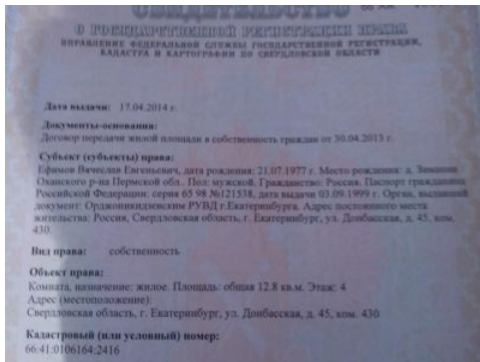 СВИДЕТЕЛЬСТВО
О ГОСУДАРСТВЕННОЙ РЕГИСТРАЦИИ ПРАВА
УПРАВЛЕНИЕ ФЕДЕРАЛЬНОЙ СЛУЖБЫ ГОСУДАРСТВЕННОЙ РЕГИСТРАЦИИ,
КАДАСТРА И КАРТОГРАФИИ ПО СВЕРДЛОВСКОЙ ОБЛАСТИ
Дата выдачи: 17.04.2014 г.
Документы-основания:
Договор передачи жилой площади в собственность граждан от 30.04.2013 г.
Субъект (субъекты) права:
Ефимов Вячеслав Евгеньевич, дата рождения: 21.07.1977 г. Место рождения: д.
Оханского р-на Пермской обл.. Пол: мужской. Гражданство: Россия. Паспорт гражданина
Российской Федерации: серия 65 98 №121538, дата выдачи 03.09.1999 г. Орган, выдавший
документ: Орджоникидзевским РУВД г.Екатеринбурга. Адрес постоянного места
жительства: Россия, Свердловская область, г. Екатеринбург, ул. Донбасская, д. 45, ком.
430.
Вид права: собственность
Объект права:
Комната, назначение: жилое. Площадь: общая 12.8 кв.м. Этаж: 4
Адрес (местоположение):
Свердловская область, г. Екатеринбург, ул. Донбасская, д. 45, ком. 430
Кадастровый (или условный) номер:
66:41:0106164:2416